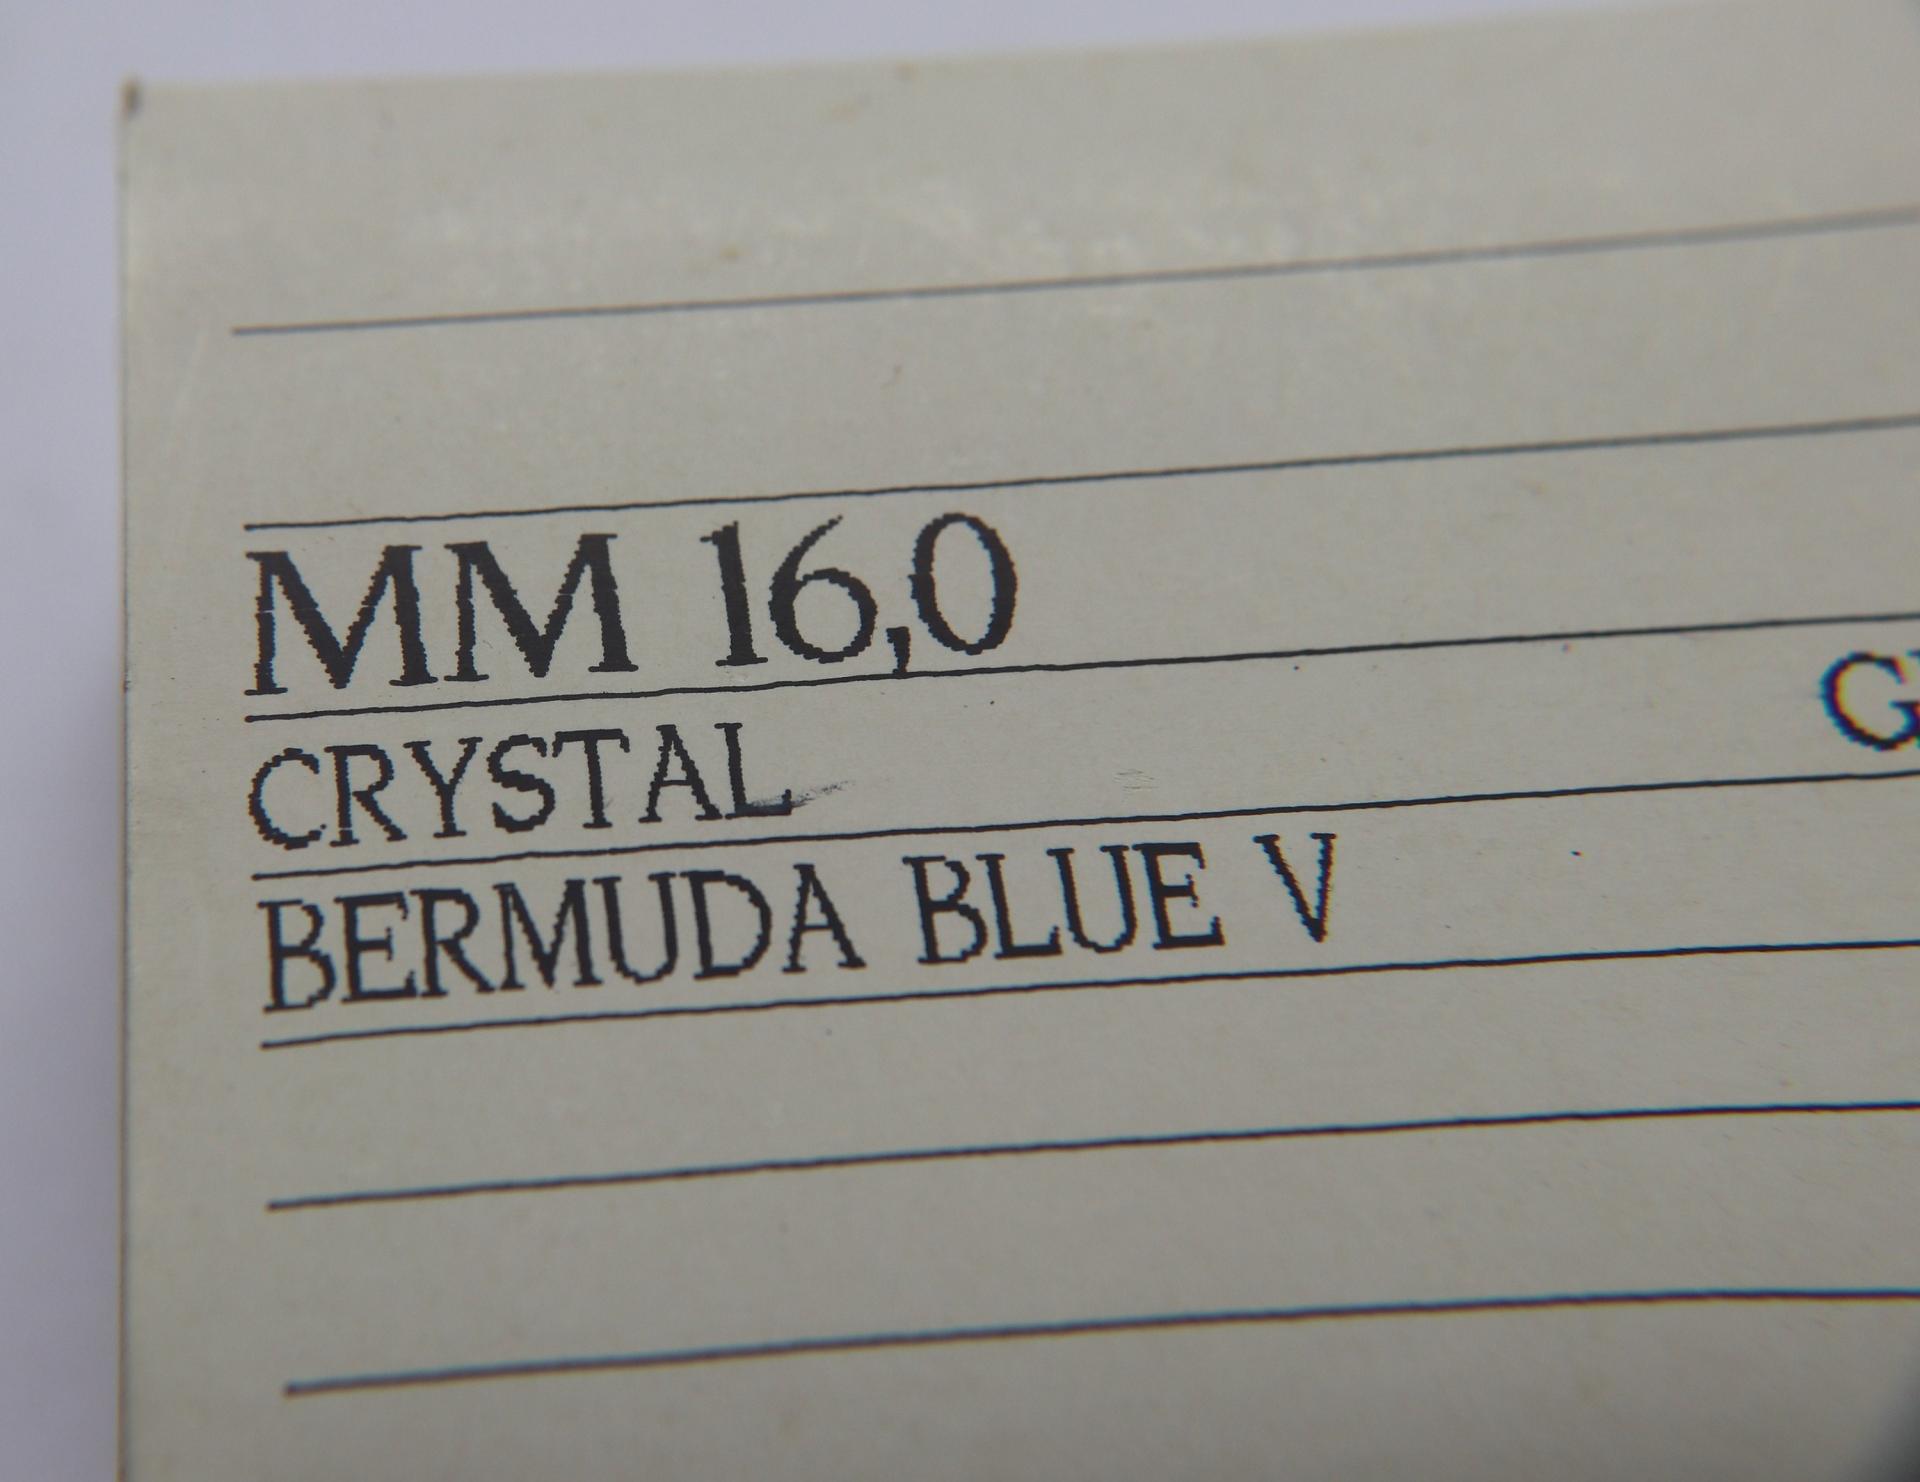 MM 16,0
CRYSTAL
BERMUDA BLUE V